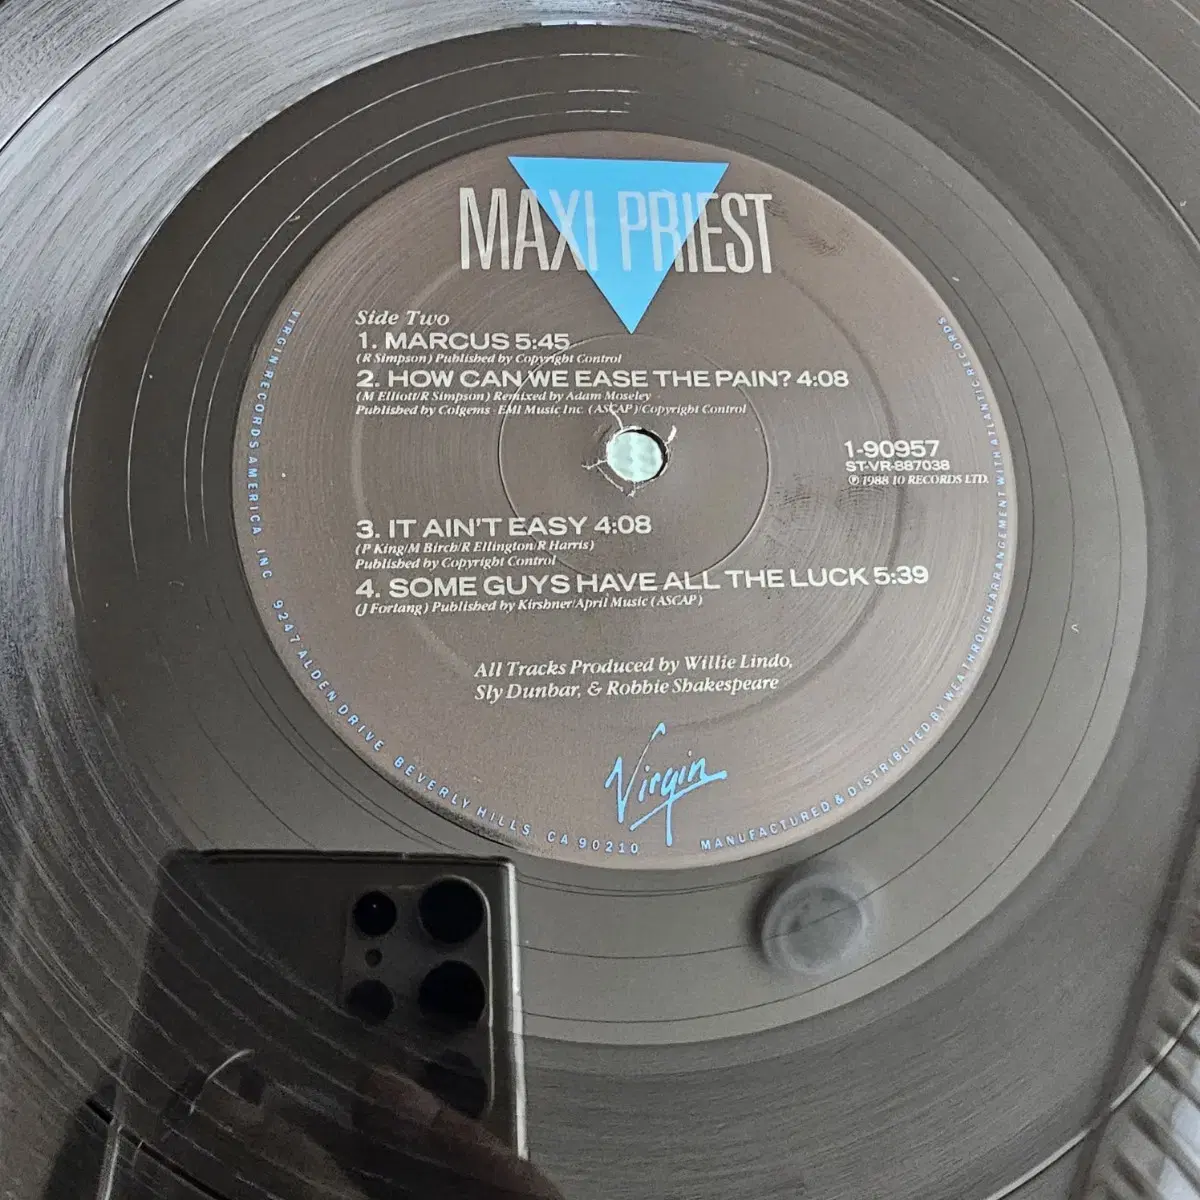 MAXI PRIEST
Side Two
1. MARCUS 5:45
(R Simpson) Published by Copyright Control
2. HOW CAN WE EASE THE PAIN? 4:08
(M Elliott/R Simpson) Remixed by Adam Moseley
Published by Colgems - EMI Music Inc. (ASCAP)/Copyright Control
1-90957
ST-VR-887038
℗ 1988 10 RECORDS LTD.
3. IT AIN'T EASY 4:08
(P King/M Birch/R Ellington/R Harris)
Published by Copyright Control
4. SOME GUYS HAVE ALL THE LUCK 5:39
(J Fortang) Published by Kirshner/April Music (ASCAP)
All Tracks Produced by Willie Lindo,
Sly Dunbar, & Robbie Shakespeare
Virgin
VIRGIN RECORDS AMERICA INC 9247 ALDEN DRIVE BEVERLY HILLS, CA 90210
MANUFACTURED & DISTRIBUTED BY WEA THROUGH ARRANGEMENT WITH ATLANTIC RECORDS